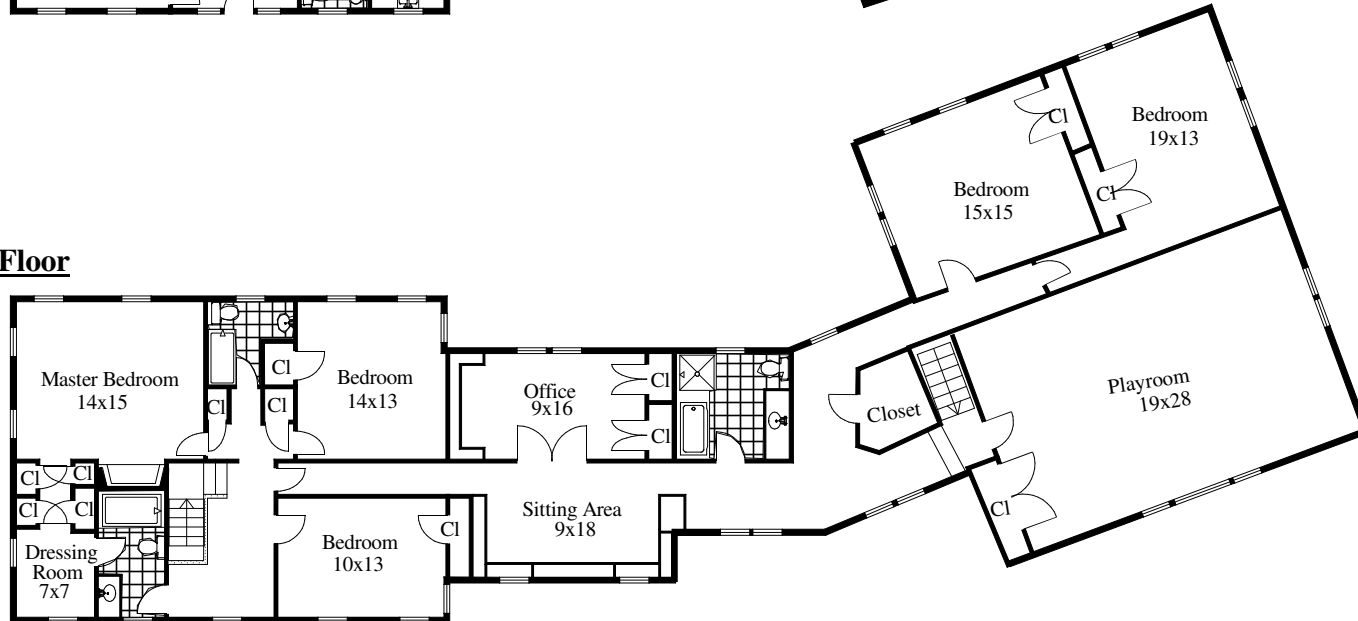 Floor
Bedroom
19x13
Cl
Bedroom
15x15
Cl
Master Bedroom
14x15
Cl
Bedroom
14x13
Cl
Cl
Office
9x16
Cl
Cl
Closet
Playroom
19x28
Cl
Cl
Cl
Cl
Cl
Dressing
Room
7x7
Bedroom
10x13
Cl
Sitting Area
9x18